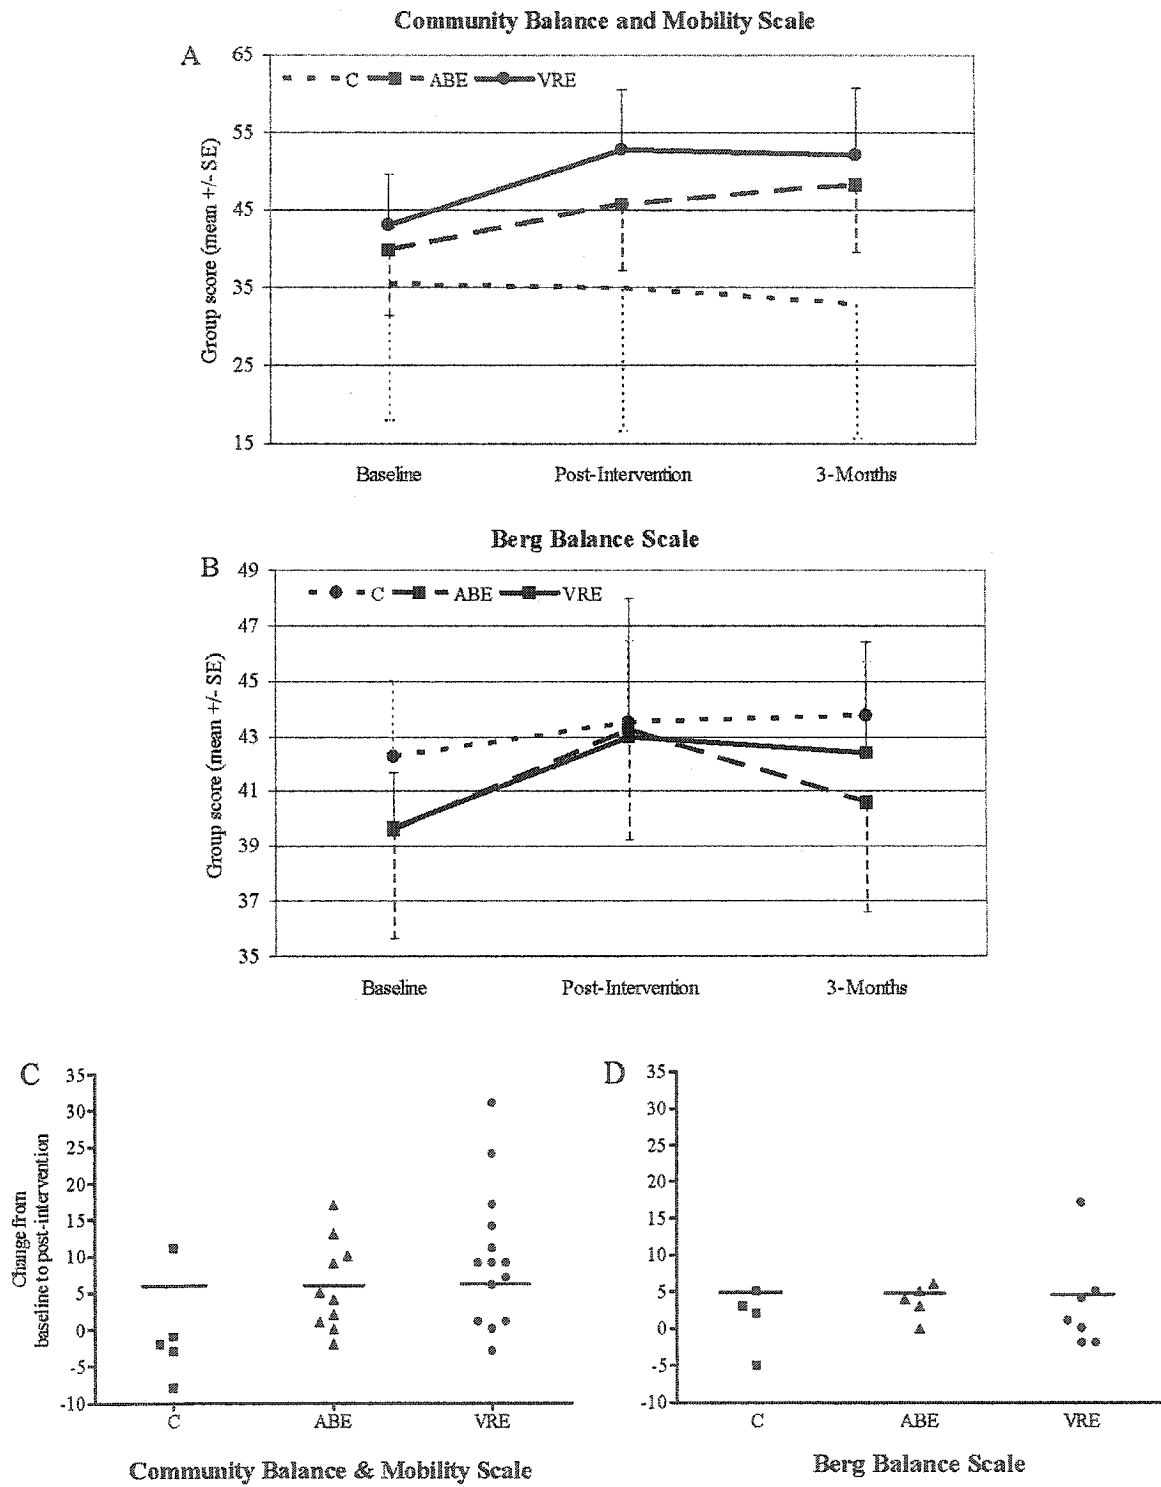 Community Balance and Mobility Scale
A
65
C ABE VRE
55
45
35
25
15
Group score (mean +/- SE)
Baseline Post-Intervention 3-Months
Berg Balance Scale
B
49
C ABE VRE
47
45
43
41
39
37
35
Group score (mean +/- SE)
Baseline Post-Intervention 3-Months
C
35
30
25
20
15
10
5
0
-5
-10
Change from
baseline to post-intervention
C ABE VRE
Community Balance & Mobility Scale
D
35
30
25
20
15
10
5
0
-5
-10
C ABE VRE
Berg Balance Scale